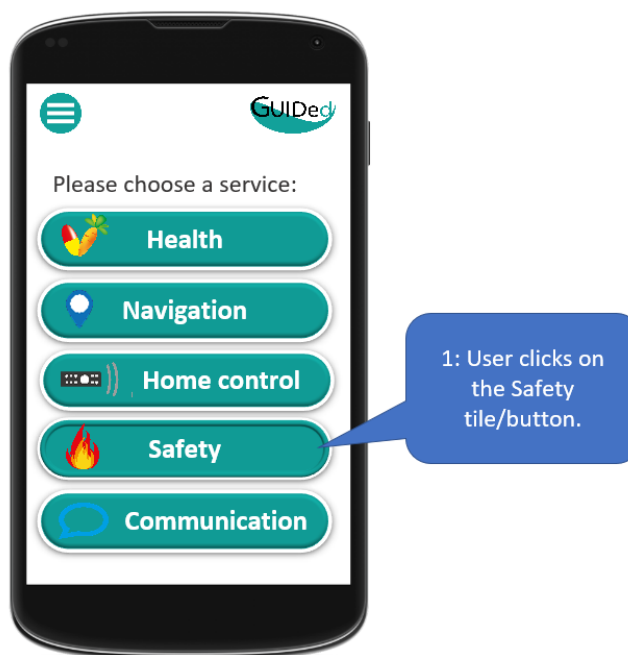 GUIDed
Please choose a service:
Health
Navigation
Home control
Safety
Communication
1: User clicks on
the Safety
tile/button.